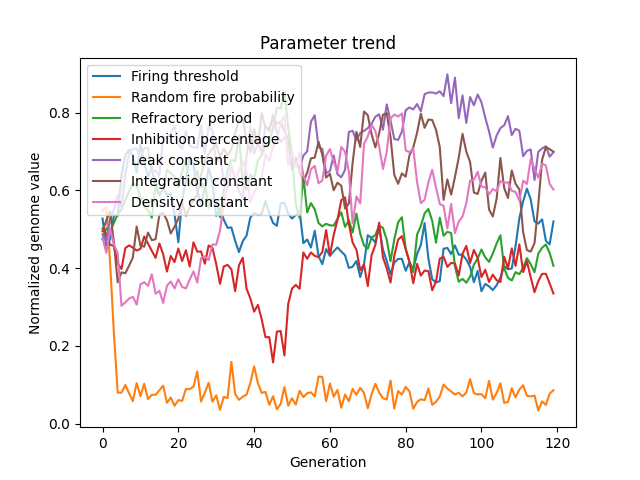 Parameter trend
Firing threshold
Random fire probability
Refractory period
Inhibition percentage
Leak constant
Integration constant
Density constant
Normalized genome value
0.8
0.6
0.4
0.2
0.0
0 20 40 60 80 100 120
Generation